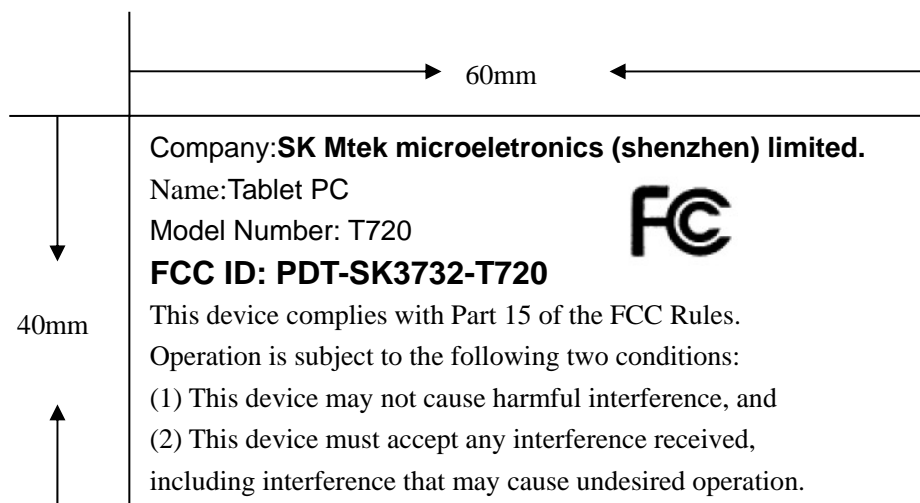 60mm
Company:SK Mtek microeletronics (shenzhen) limited.
Name:Tablet PC
FC
Model Number: T720
FCC ID: PDT-SK3732-T720
40mm
This device complies with Part 15 of the FCC Rules.
Operation is subject to the following two conditions:
(1) This device may not cause harmful interference, and
(2) This device must accept any interference received,
including interference that may cause undesired operation.